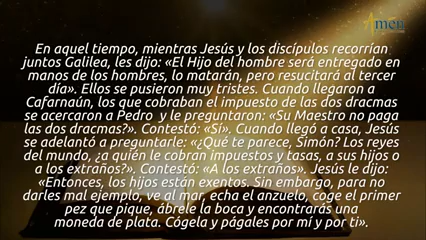 Amen
En aquel tiempo, mientras Jesús y los discípulos recorrían
juntos Galilea, les dijo: «El Hijo del hombre será entregado en
manos de los hombres, lo matarán, pero resucitará al tercer
día». Ellos se pusieron muy tristes. Cuando llegaron a
Cafarnaún, los que cobraban el impuesto de las dos dracmas
se acercaron a Pedro y le preguntaron: «Su Maestro no paga
las dos dracmas?». Contestó: «Sí». Cuando llegó a casa, Jesús
se adelantó a preguntarle: «¿Qué te parece, Simón? Los reyes
del mundo, ¿a quién le cobran impuestos y tasas, a sus hijos o
a los extraños?». Contestó: «A los extraños». Jesús le dijo:
«Entonces, los hijos están exentos. Sin embargo, para no
darles mal ejemplo, ve al mar, echa el anzuelo, coge el primer
pez que pique, ábrele la boca y encontrarás una
moneda de plata. Cógela y págales por mí y por ti».